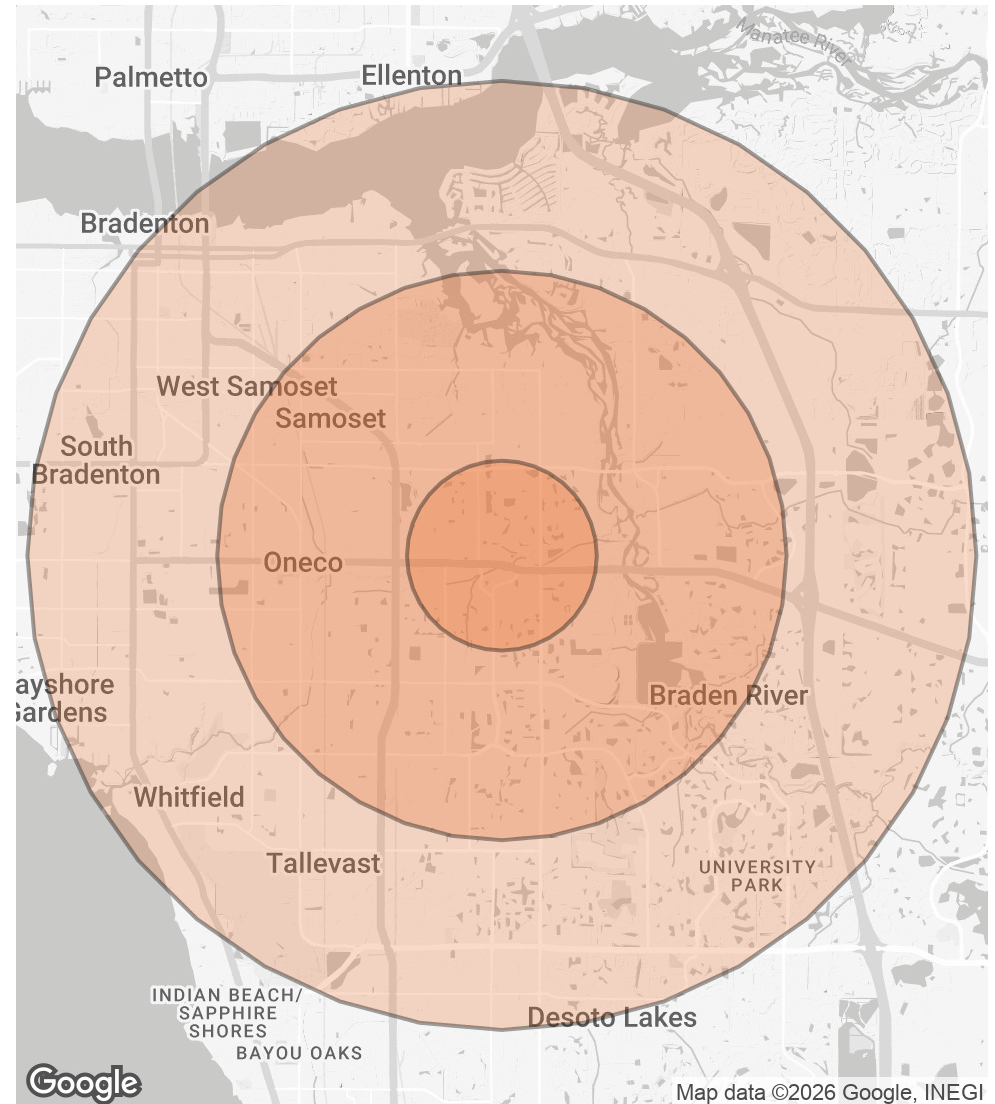 Manatee River
Palmetto
Ellenton
Bradenton
West Samoset
Samoset
South
Bradenton
Oneco
ayshore
Gardens
Braden River
Whitfield
Tallevast
UNIVERSITY
PARK
INDIAN BEACH/
SAPPHIRE
SHORES
Desoto Lakes
BAYOU OAKS
Google
Map data ©2026 Google, INEGI